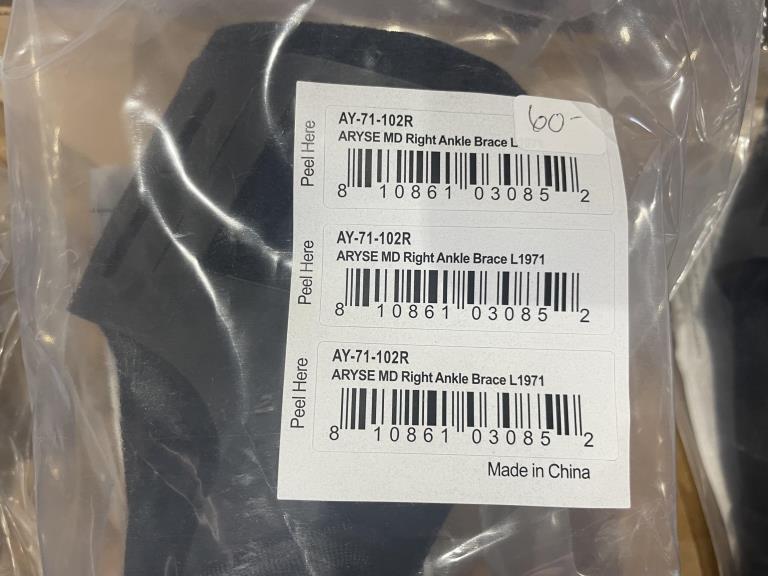 Peel Here
AY-71-102R
60-
ARYSE MD Right Ankle Brace L1971
8 10861 03085 2
Peel Here
AY-71-102R
ARYSE MD Right Ankle Brace L1971
8 10861 03085 2
Peel Here
AY-71-102R
ARYSE MD Right Ankle Brace L1971
8 10861 03085 2
Made in China